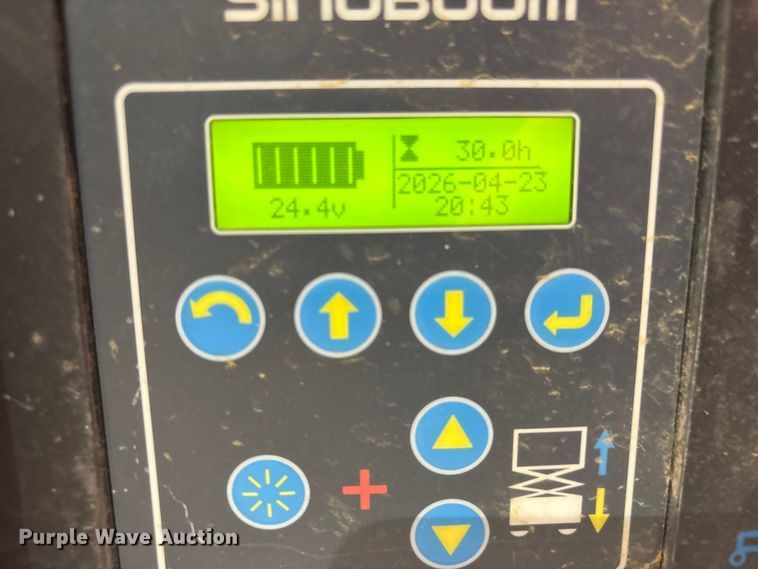 SINOBOOM
30.0h
2026-04-23
24.4v
20:43
Purple Wave Auction